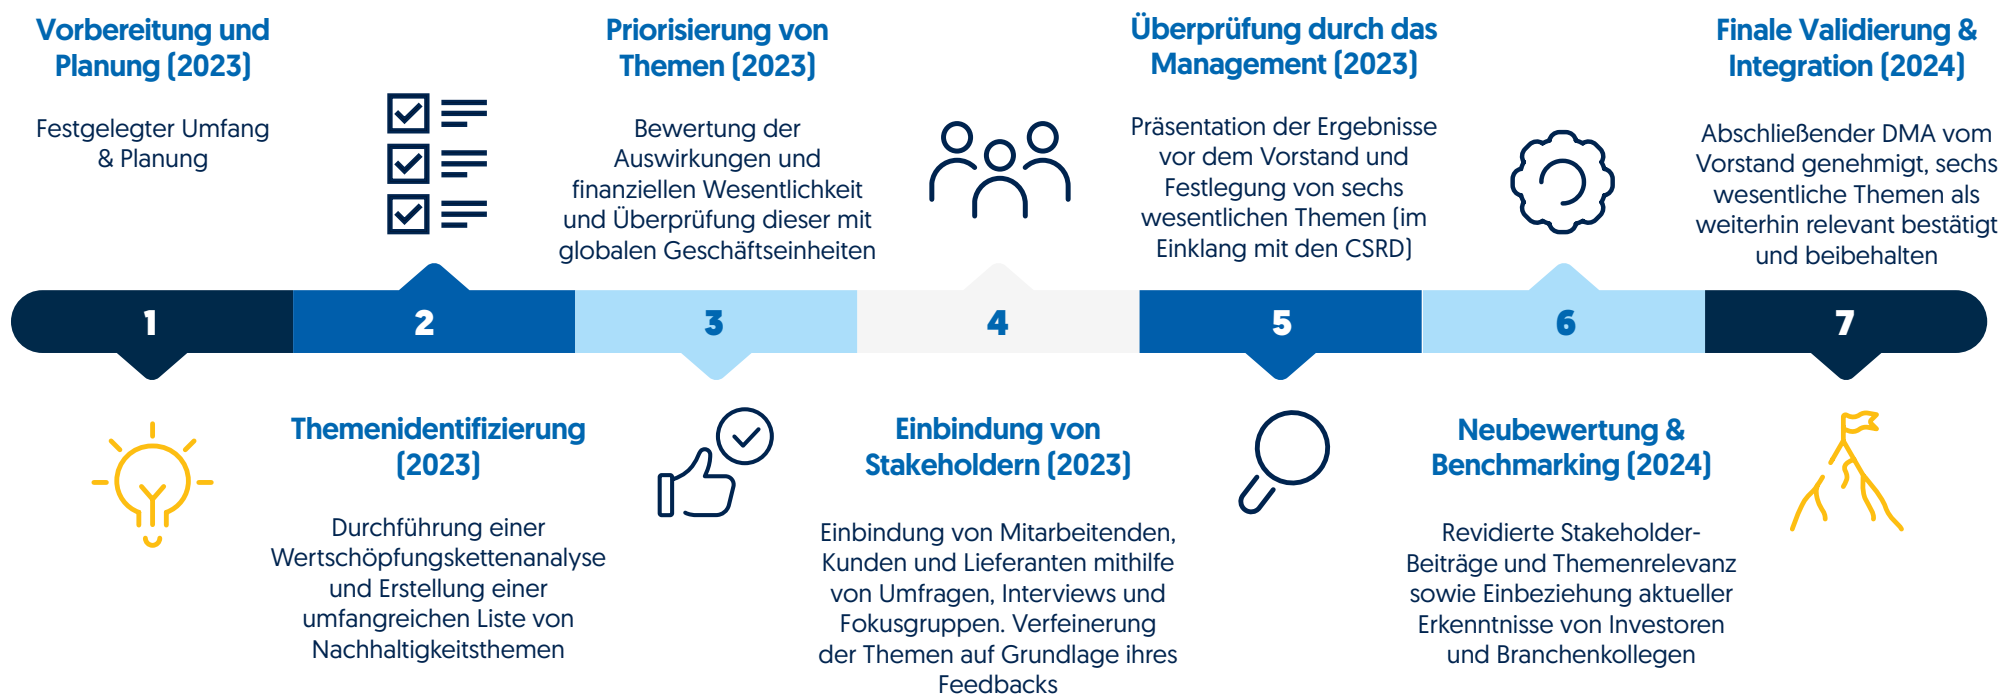 Vorbereitung und
Planung (2023)
Festgelegter Umfang
& Planung
Priorisierung von
Themen (2023)
Bewertung der
Auswirkungen und
finanziellen Wesentlichkeit
und Überprüfung dieser mit
globalen Geschäftseinheiten
Überprüfung durch das
Management (2023)
Präsentation der Ergebnisse
vor dem Vorstand und
Festlegung von sechs
wesentlichen Themen (im
Einklang mit den CSRD)
Finale Validierung &
Integration (2024)
Abschließender DMA vom
Vorstand genehmigt, sechs
wesentliche Themen als
weiterhin relevant bestätigt
und beibehalten
1
2
3
4
5
6
7
Themenidentifizierung
(2023)
Durchführung einer
Wertschöpfungskettenanalyse
und Erstellung einer
umfangreichen Liste von
Nachhaltigkeitsthemen
Einbindung von
Stakeholdern (2023)
Einbindung von Mitarbeitenden,
Kunden und Lieferanten mithilfe
von Umfragen, Interviews und
Fokusgruppen. Verfeinerung
der Themen auf Grundlage ihres
Feedbacks
Neubewertung &
Benchmarking (2024)
Revidierte Stakeholder-
Beiträge und Themenrelevanz
sowie Einbeziehung aktueller
Erkenntnisse von Investoren
und Branchenkollegen